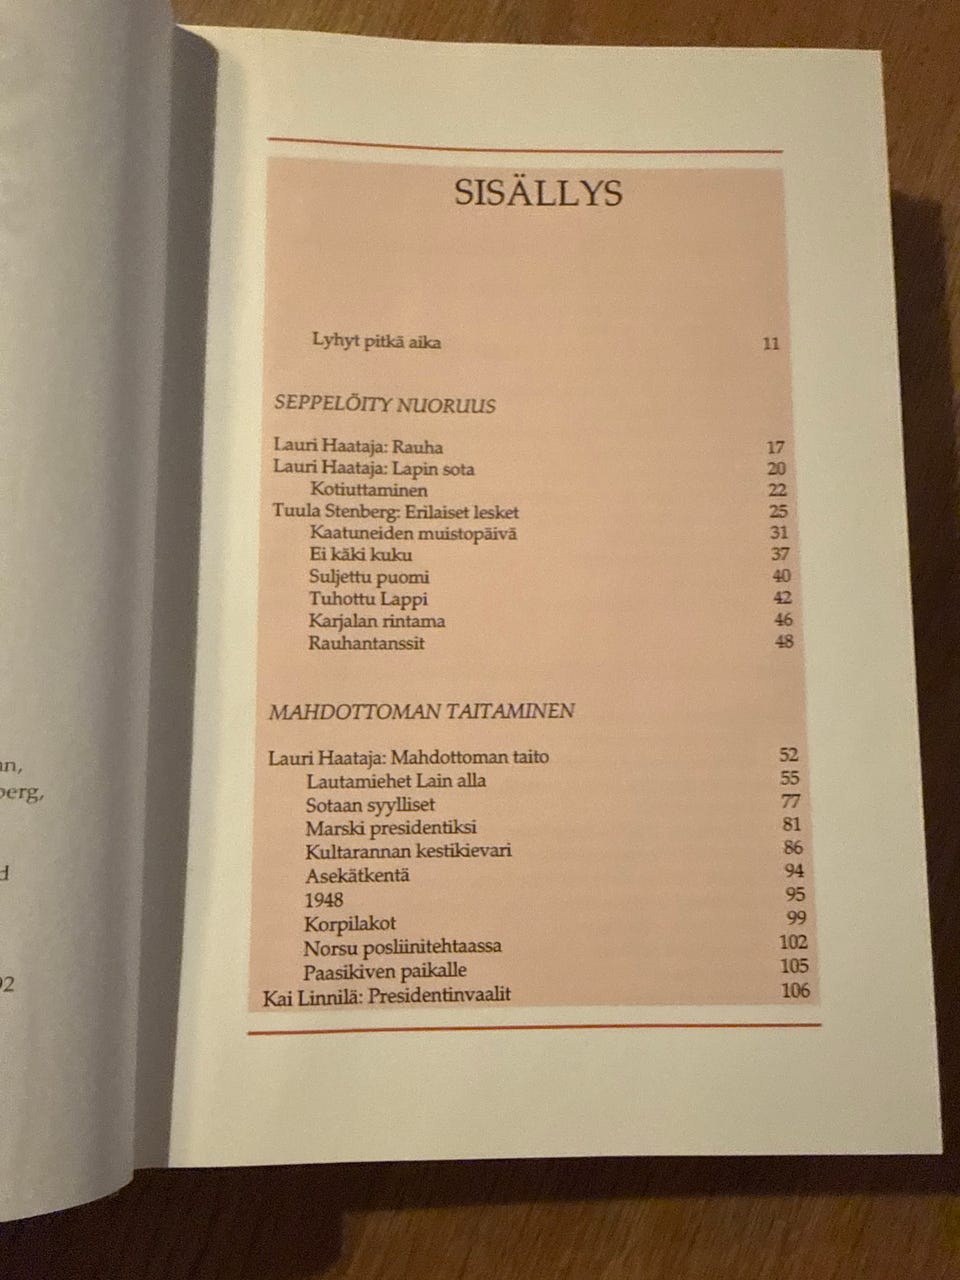 SISÄLLYS
Lyhyt pitkä aika 11
SEPPELÖITY NUORUUS
Lauri Haataja: Rauha 17
Lauri Haataja: Lapin sota 20
Kotiuttaminen 22
Tuula Stenberg: Erilaiset lesket 25
Kaatuneiden muistopäivä 31
Ei käki kuku 37
Suljettu puomi 40
Tuhottu Lappi 42
Karjalan rintama 46
Rauhantanssit 48
MAHDOTTOMAN TAITAMINEN
Lauri Haataja: Mahdottoman taito 52
Lautamiehet Lain alla 55
Sotaan syylliset 77
Marski presidentiksi 81
Kultarannan kestikievari 86
Asekätkentä 94
1948 95
Korpilakot 99
Norsu posliinitehtaassa 102
Paasikiven paikalle 105
Kai Linnilä: Presidentinvaalit 106